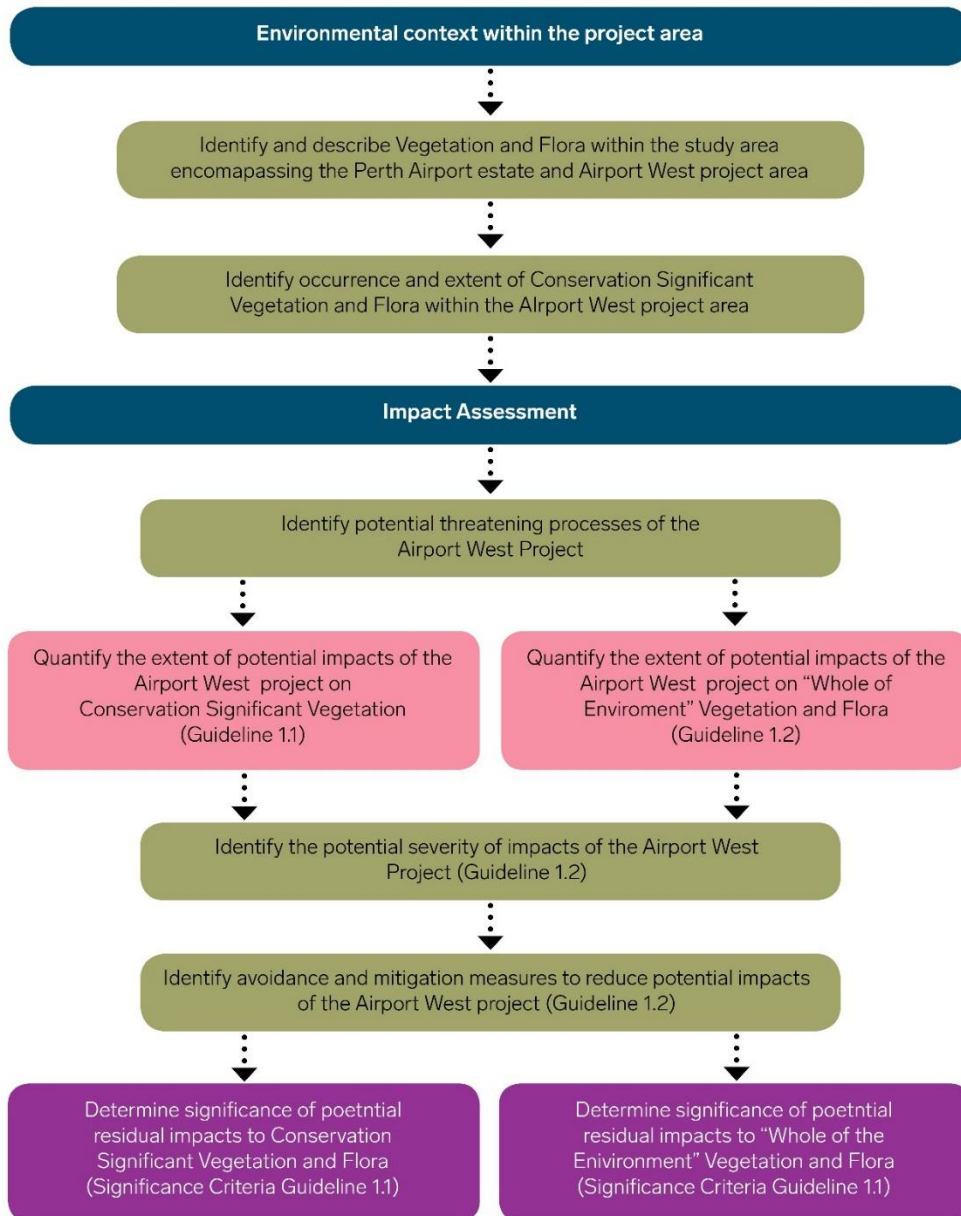 Environmental context within the project area
Identify and describe Vegetation and Flora within the study area
encomapassing the Perth Airport estate and Airport West project area
Identify occurrence and extent of Conservation Significant
Vegetation and Flora within the AIrport West project area
Impact Assessment
Identify potential threatening processes of the
Airport West Project
Quantify the extent of potential impacts of the
Airport West project on
Conservation Significant Vegetation
(Guideline 1.1)
Quantify the extent of potential impacts of the
Airport West project on “Whole of
Enviroment” Vegetation and Flora
(Guideline 1.2)
Identify the potential severity of impacts of the Airport West
Project (Guideline 1.2)
Identify avoidance and mitigation measures to reduce potential impacts
of the Airport West project (Guideline 1.2)
Determine significance of poetntial
residual impacts to Conservation
Significant Vegetation and Flora
(Significance Criteria Guideline 1.1)
Determine significance of poetntial
residual impacts to “Whole of the
Enivironment” Vegetation and Flora
(Significance Criteria Guideline 1.1)